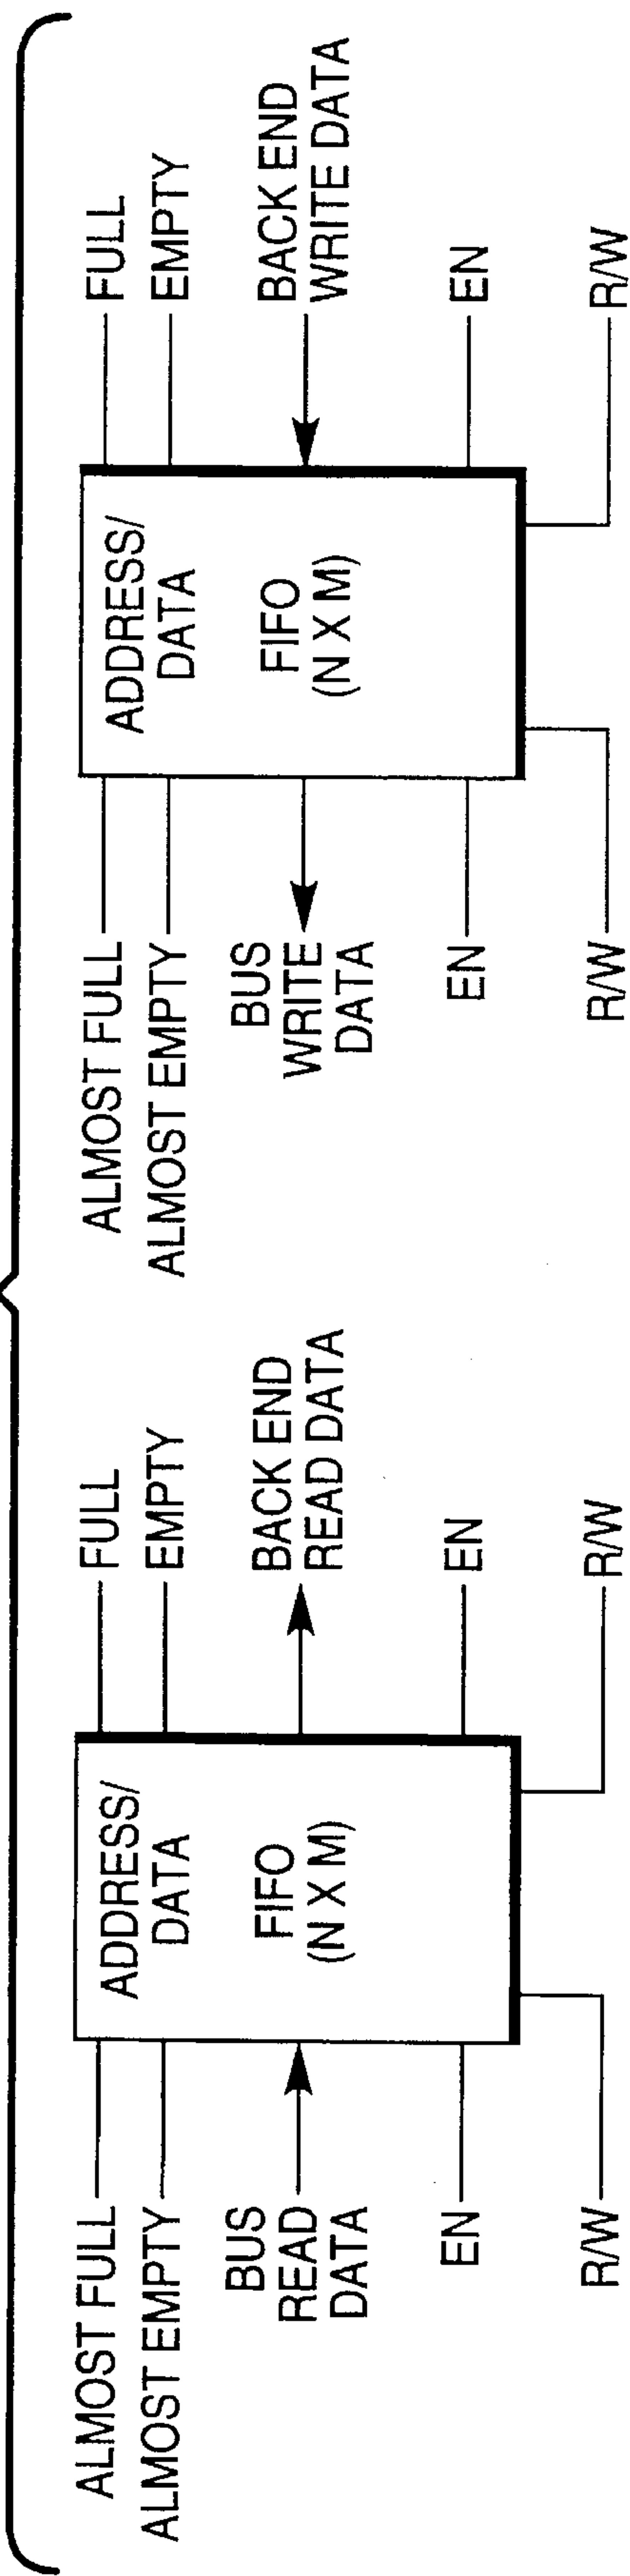 ALMOST FULL
ALMOST EMPTY
BUS
READ
DATA
EN
R/W
ADDRESS/
DATA
FIFO
(N X M)
FULL
EMPTY
BACK END
READ DATA
EN
R/W
ALMOST FULL
ALMOST EMPTY
BUS
WRITE
DATA
EN
R/W
ADDRESS/
DATA
FIFO
(N X M)
FULL
EMPTY
BACK END
WRITE DATA
EN
R/W